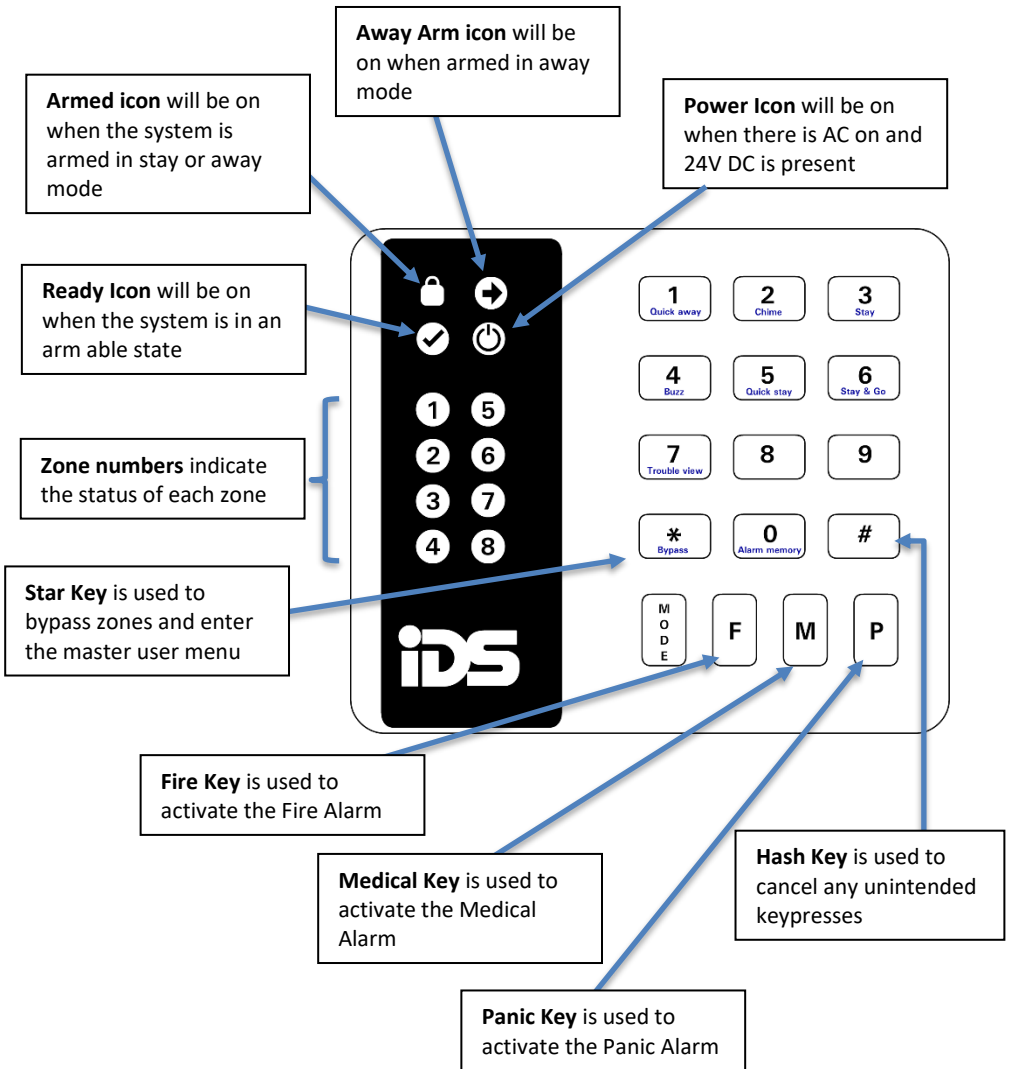 Away Arm icon will be
on when armed in away
mode
Armed icon will be on
when the system is
armed in stay or away
mode
Power Icon will be on
when there is AC on and
24V DC is present
Ready Icon will be on
when the system is in an
arm able state
Zone numbers indicate
the status of each zone
Star Key is used to
bypass zones and enter
the master user menu
1 5
2 6
3 7
4 8
iDS
1 2 3
Quick away Chime Stay
4 5 6
Buzz Quick stay Stay & Go
7 8 9
Trouble view
* 0 #
Bypass Alarm memory
MODE F M P
Fire Key is used to
activate the Fire Alarm
Medical Key is used to
activate the Medical
Alarm
Hash Key is used to
cancel any unintended
keypresses
Panic Key is used to
activate the Panic Alarm